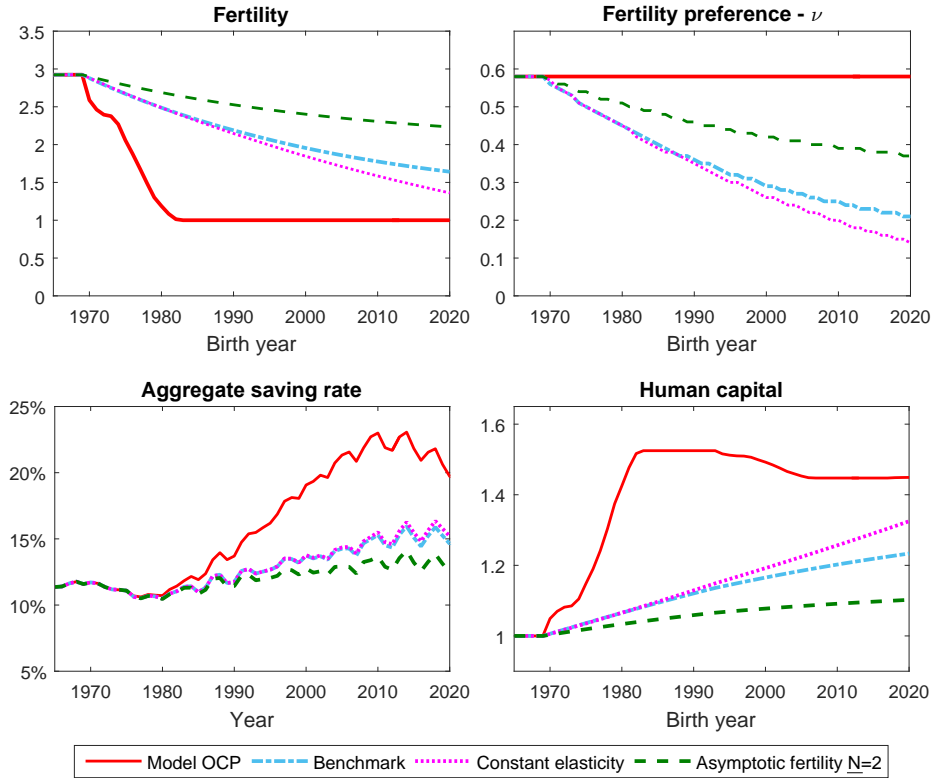 Fertility
3.5
3
2.5
2
1.5
1
0.5
0
1970 1980 1990 2000 2010 2020
Birth year
Fertility preference - ν
0.6
0.5
0.4
0.3
0.2
0.1
0
1970 1980 1990 2000 2010 2020
Birth year
Aggregate saving rate
25%
20%
15%
10%
5%
1970 1980 1990 2000 2010 2020
Year
Human capital
1.6
1.4
1.2
1
1970 1980 1990 2000 2010 2020
Birth year
Model OCP Benchmark Constant elasticity Asymptotic fertility N=2